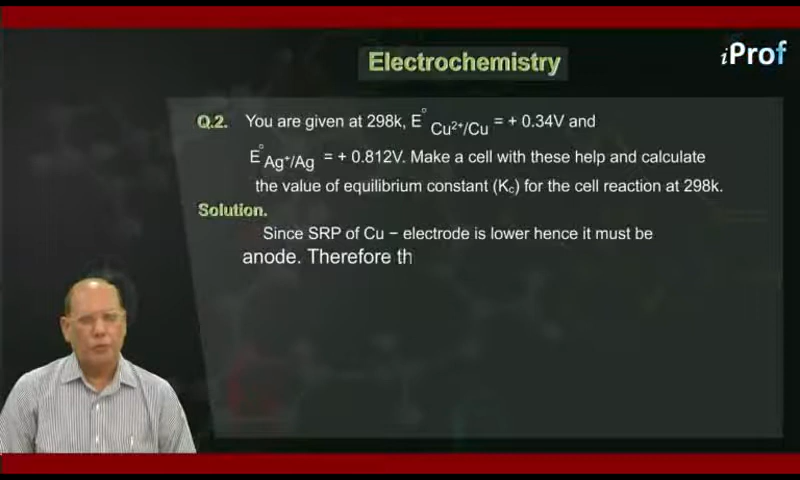 Electrochemistry
iProf
Q.2. You are given at 298k, E° Cu²⁺/Cu = + 0.34V and
E° Ag⁺/Ag = + 0.812V. Make a cell with these help and calculate
the value of equilibrium constant (Kc) for the cell reaction at 298k.
Solution.
Since SRP of Cu − electrode is lower hence it must be
anode. Therefore th